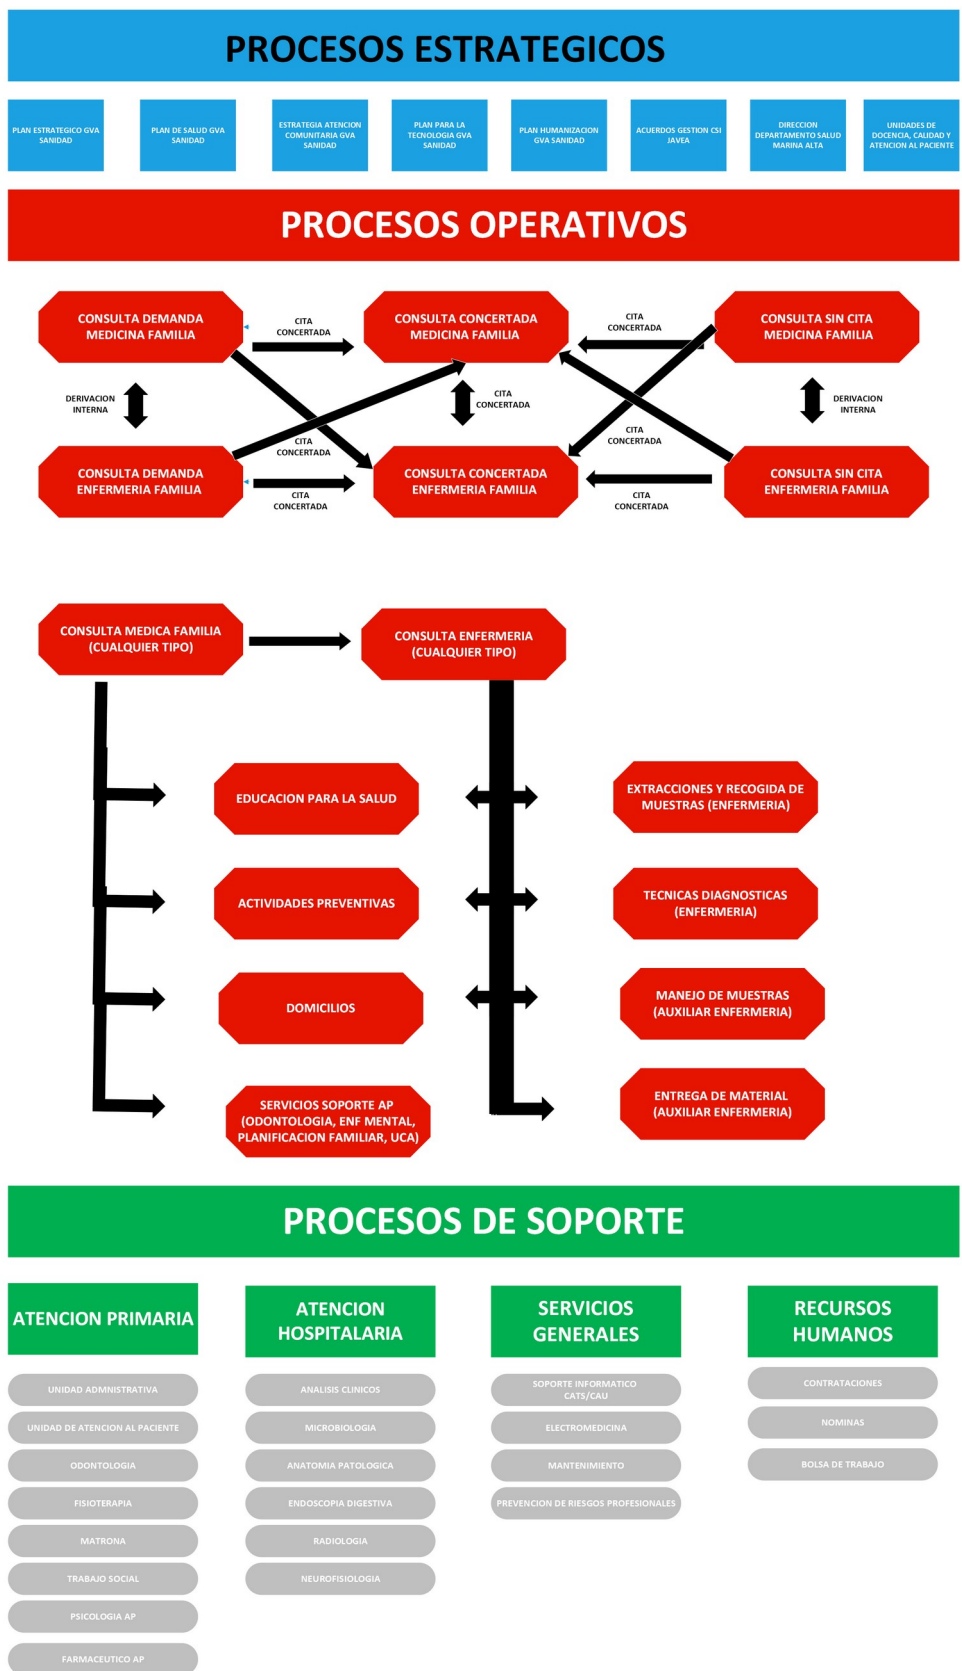 PROCESOS ESTRATEGICOS
PLAN ESTRATEGICO GVA
SANIDAD
PLAN DE SALUD GVA
SANIDAD
ESTRATEGIA ATENCION
COMUNITARIA GVA
SANIDAD
PLAN PARA LA
TECNOLOGIA GVA
SANIDAD
PLAN HUMANIZACION
GVA SANIDAD
ACUERDOS GESTION CSI
JAVEA
DIRECCION
DEPARTAMENTO SALUD
MARINA ALTA
UNIDADES DE
DOCENCIA, CALIDAD Y
ATENCION AL PACIENTE
PROCESOS OPERATIVOS
CONSULTA DEMANDA
MEDICINA FAMILIA
CITA
CONCERTADA
CONSULTA CONCERTADA
MEDICINA FAMILIA
CITA
CONCERTADA
CONSULTA SIN CITA
MEDICINA FAMILIA
DERIVACION
INTERNA
CITA
CONCERTADA
DERIVACION
INTERNA
CITA
CONCERTADA
CITA
CONCERTADA
CONSULTA DEMANDA
ENFERMERIA FAMILIA
CITA
CONCERTADA
CONSULTA CONCERTADA
ENFERMERIA FAMILIA
CITA
CONCERTADA
CONSULTA SIN CITA
ENFERMERIA FAMILIA
CONSULTA MEDICA FAMILIA
(CUALQUIER TIPO)
CONSULTA ENFERMERIA
(CUALQUIER TIPO)
EDUCACION PARA LA SALUD
EXTRACCIONES Y RECOGIDA DE
MUESTRAS (ENFERMERIA)
ACTIVIDADES PREVENTIVAS
TECNICAS DIAGNOSTICAS
(ENFERMERIA)
DOMICILIOS
MANEJO DE MUESTRAS
(AUXILIAR ENFERMERIA)
SERVICIOS SOPORTE AP
(ODONTOLOGIA, ENF MENTAL,
PLANIFICACION FAMILIAR, UCA)
ENTREGA DE MATERIAL
(AUXILIAR ENFERMERIA)
PROCESOS DE SOPORTE
ATENCION PRIMARIA
UNIDAD ADMNISTRATIVA
UNIDAD DE ATENCION AL PACIENTE
ODONTOLOGIA
FISIOTERAPIA
MATRONA
TRABAJO SOCIAL
PSICOLOGIA AP
FARMACEUTICO AP
ATENCION
HOSPITALARIA
ANALISIS CLINICOS
MICROBIOLOGIA
ANATOMIA PATOLOGICA
ENDOSCOPIA DIGESTIVA
RADIOLOGIA
NEUROFISIOLOGIA
SERVICIOS
GENERALES
SOPORTE INFORMATICO
CATS/CAU
ELECTROMEDICINA
MANTENIMIENTO
PREVENCION DE RIESGOS PROFESIONALES
RECURSOS
HUMANOS
CONTRATACIONES
NOMINAS
BOLSA DE TRABAJO